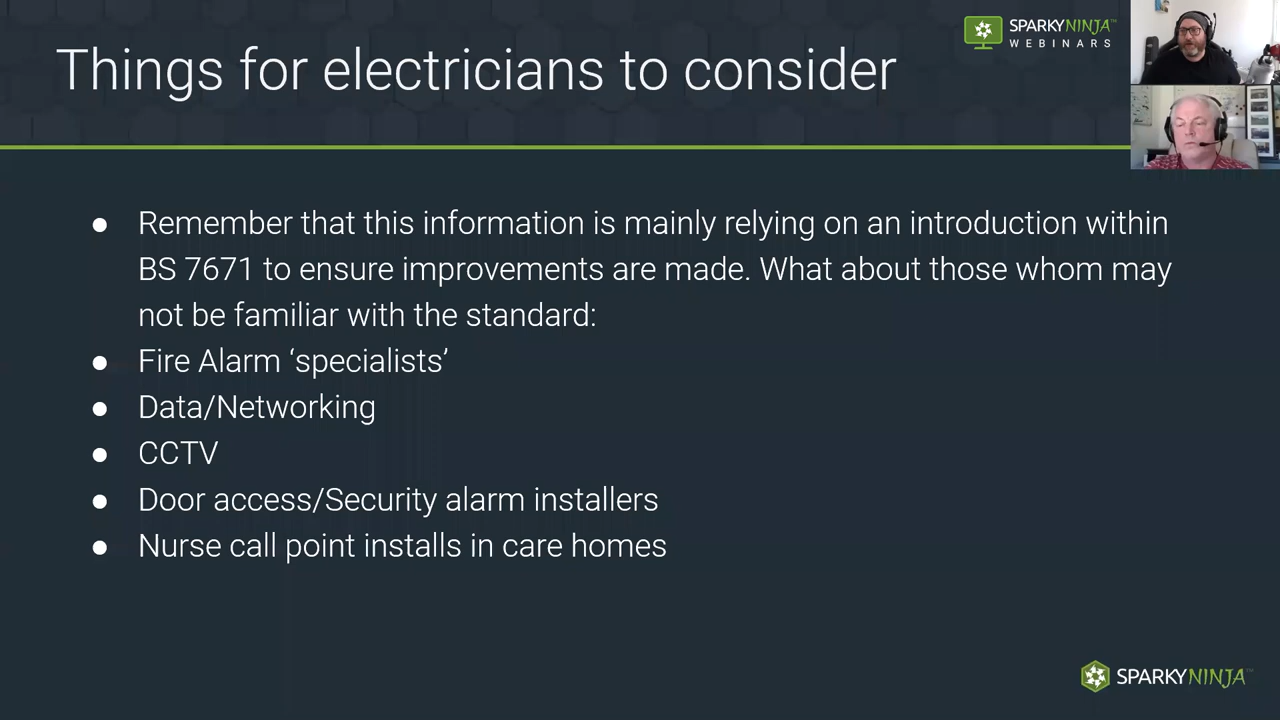 Things for electricians to consider
SPARKYNINJA™
WEBINARS
● Remember that this information is mainly relying on an introduction within
BS 7671 to ensure improvements are made. What about those whom may
not be familiar with the standard:
● Fire Alarm ‘specialists’
● Data/Networking
● CCTV
● Door access/Security alarm installers
● Nurse call point installs in care homes
SPARKYNINJA™